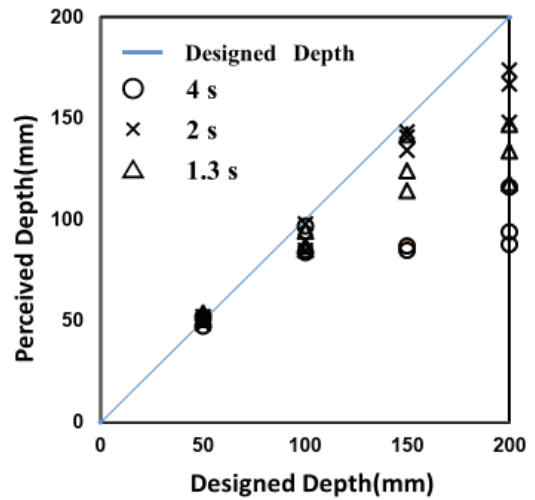 200
150
100
50
0
Perceived Depth(mm)
Designed Depth
4 s
2 s
1.3 s
0 50 100 150 200
Designed Depth(mm)